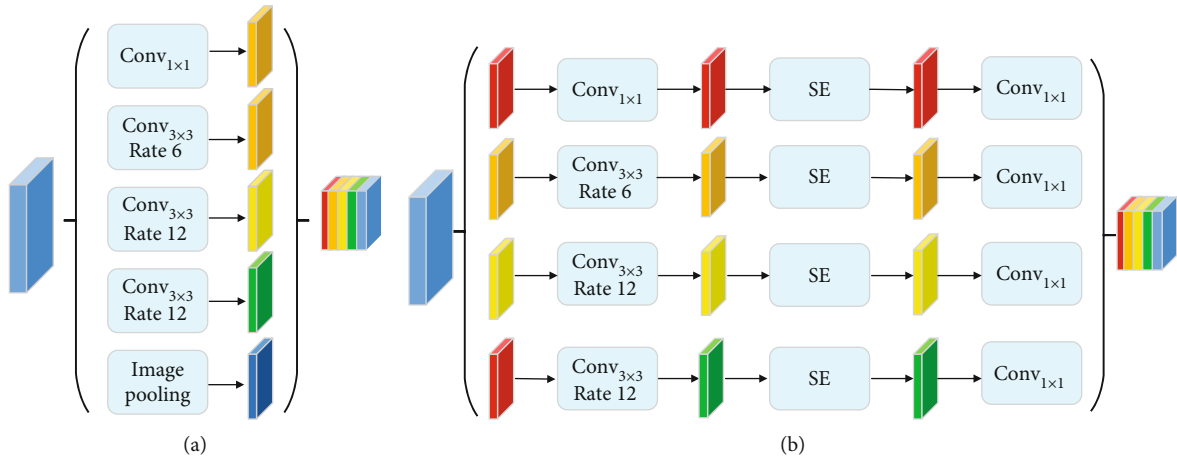 Conv1×1
Conv3×3
Rate 6
Conv3×3
Rate 12
Conv3×3
Rate 12
Image
pooling
(a)
Conv1×1
SE
Conv1×1
Conv3×3
Rate 6
SE
Conv1×1
Conv3×3
Rate 12
SE
Conv1×1
Conv3×3
Rate 12
SE
Conv1×1
(b)